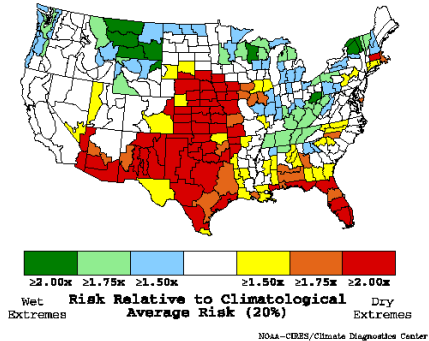 ≥2.00x ≥1.75x ≥1.50x ≥1.50x ≥1.75x ≥2.00x
Wet Extremes Risk Relative to Climatological Average Risk (20%) Dry Extremes
NOAA-CIRES/Climate Diagnostics Center